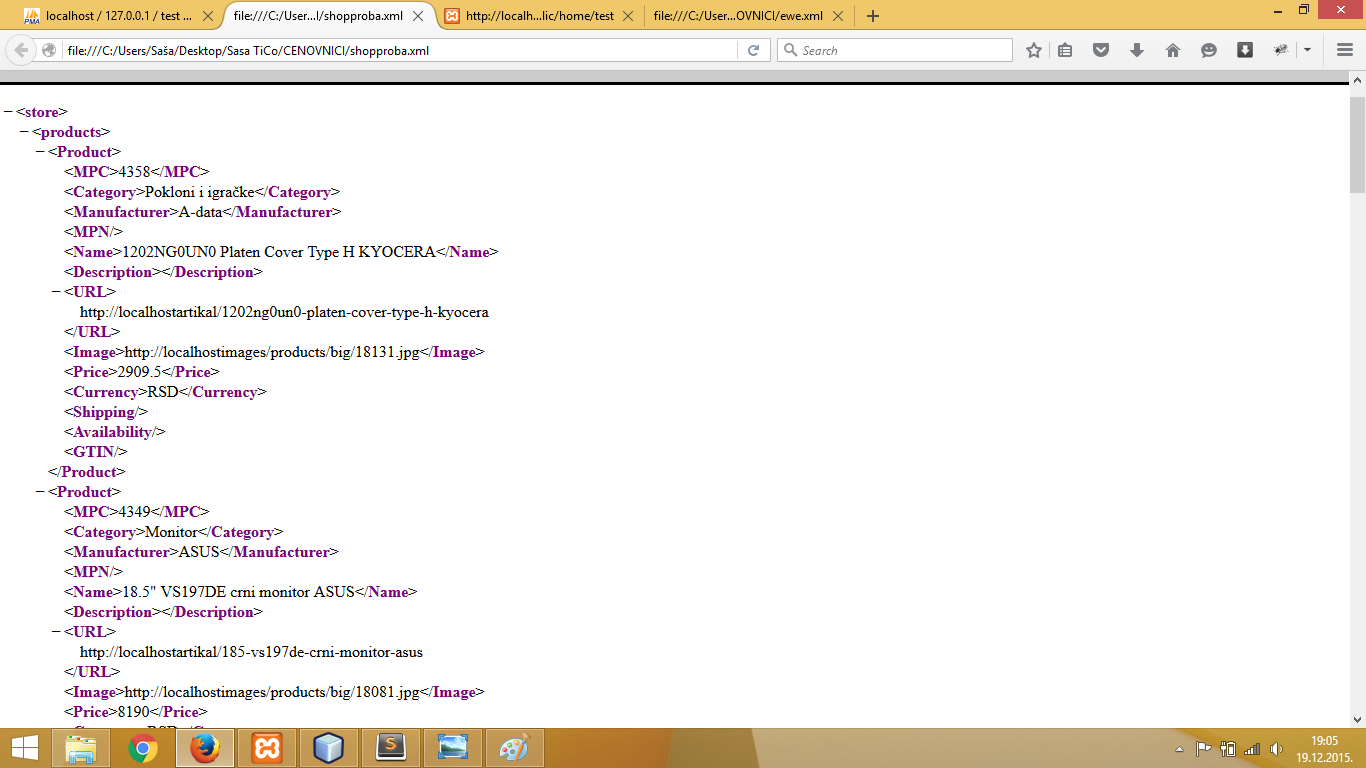 localhost / 127.0.0.1 / test ...
file:///C:/User...l/shopproba.xml
http://localh...lic/home/test
file:///C:/User...OVNICI/ewe.xml
file:///C:/Users/Saša/Desktop/Sasa TiCo/CENOVNICI/shopproba.xml
Search
<store>
<products>
<Product>
<MPC>4358</MPC>
<Category>Pokloni i igračke</Category>
<Manufacturer>A-data</Manufacturer>
<MPN/>
<Name>1202NG0UN0 Platen Cover Type H KYOCERA</Name>
<Description></Description>
<URL>
http://localhostartikal/1202ng0un0-platen-cover-type-h-kyocera
</URL>
<Image>http://localhostimages/products/big/18131.jpg</Image>
<Price>2909.5</Price>
<Currency>RSD</Currency>
<Shipping/>
<Availability/>
<GTIN/>
</Product>
<Product>
<MPC>4349</MPC>
<Category>Monitor</Category>
<Manufacturer>ASUS</Manufacturer>
<MPN/>
<Name>18.5" VS197DE crni monitor ASUS</Name>
<Description></Description>
<URL>
http://localhostartikal/185-vs197de-crni-monitor-asus
</URL>
<Image>http://localhostimages/products/big/18081.jpg</Image>
<Price>8190</Price>
19:05
19.12.2015.